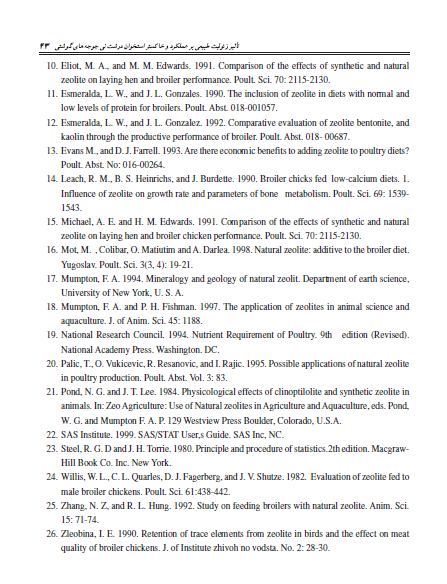 تأثیر زئولیت طبیعی بر عملکرد و خاکستر استخوان درشت نی جوجه های گوشتی ۴۳
10. Eliot, M. A., and M. M. Edwards. 1991. Comparison of the effects of synthetic and natural
zeolite on laying hen and broiler performance. Poult. Sci. 70; 2115-2130.
11. Esmeralda, L. W., and J. L. Gonzales. 1990. The inclusion of zeolite in diets with normal and
low levels of protein for broilers. Poult. Abst. 018-001057.
12. Esmeralda, L. W., and J. L. Gonzalez. 1992. Comparative evaluation of zeolite bentonite, and
kaolin through the productive performance of broiler. Poult. Abst. 018- 00687.
13. Evans M., and D. J. Farrell. 1993. Are there economic benefits to adding zeolite to poultry diets?
Poult. Abst. No: 016-00264.
14. Leach, R. M., B. S. Heinrichs, and J. Burdette. 1990. Broiler chicks fed low-calcium diets. 1.
Influence of zeolite on growth rate and parameters of bone metabolism. Poult. Sci. 69: 1539-
1543.
15. Michael, A. E. and H. M. Edwards. 1991. Comparison of the effects of synthetic and natural
zeolite on laying hen and broiler chicken performance. Poult. Sci. 70: 2115-2130.
16. Mot, M. , Colibar, O. Matiutim and A. Darlea. 1998. Natural zeolite: additive to the broiler diet.
Yugoslav. Poult. Sci. 3(3, 4): 19-21.
17. Mumpton, F. A. 1994. Mineralogy and geology of natural zeolit. Department of earth science,
University of New York, U. S. A.
18. Mumpton, F. A. and P. H. Fishman. 1997. The application of zeolites in animal science and
aquaculture. J. of Anim. Sci. 45: 1188.
19. National Research Council. 1994. Nutrient Requirement of Poultry. 9th edition (Revised).
National Academy Press. Washington. DC.
20. Palic, T., O. Vukicevic, R. Resanovic, and I. Rajic. 1995. Possible applications of natural zeolite
in poultry production. Poult. Abst. Vol. 3: 83.
21. Pond, N. G. and J. T. Lee. 1984. Physicological effects of clinoptilolite and synthetic zeolite in
animals. In: Zeo Agriculture: Use of Natural zeolites in Agriculture and Aquaculture, eds. Pond,
W. G. and Mumpton F. A. P. 129 Westview Press Boulder, Colorado, U.S.A.
22. SAS Institute. 1999. SAS/STAT User,s Guide. SAS Inc, NC.
23. Steel, R. G. D and J. H. Torrie. 1980. Principle and procedure of statistics.2th edition. Macgraw-
Hill Book Co. Inc. New York.
24. Willis, W. L., C. L. Quarles, D. J. Fagerberg, and J. V. Shutze. 1982. Evaluation of zeolite fed to
male broiler chickens. Poult. Sci. 61:438-442.
25. Zhang, N. Z, and R. L. Hung. 1992. Study on feeding broilers with natural zeolite. Anim. Sci.
15: 71-74.
26. Zleobina, I. E. 1990. Retention of trace elements from zeolite in birds and the effect on meat
quality of broiler chickens. J. of Institute zhivoh no vodsta. No. 2: 28-30.